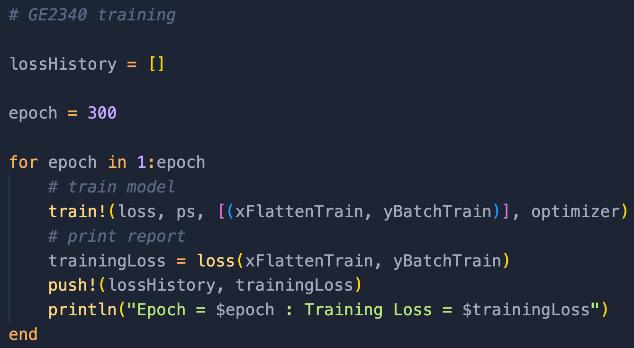 # GE2340 training
lossHistory = []
epoch = 300
for epoch in 1:epoch
# train model
train!(loss, ps, [(xFlattenTrain, yBatchTrain)], optimizer)
# print report
trainingLoss = loss(xFlattenTrain, yBatchTrain)
push!(lossHistory, trainingLoss)
println("Epoch = $epoch : Training Loss = $trainingLoss")
end